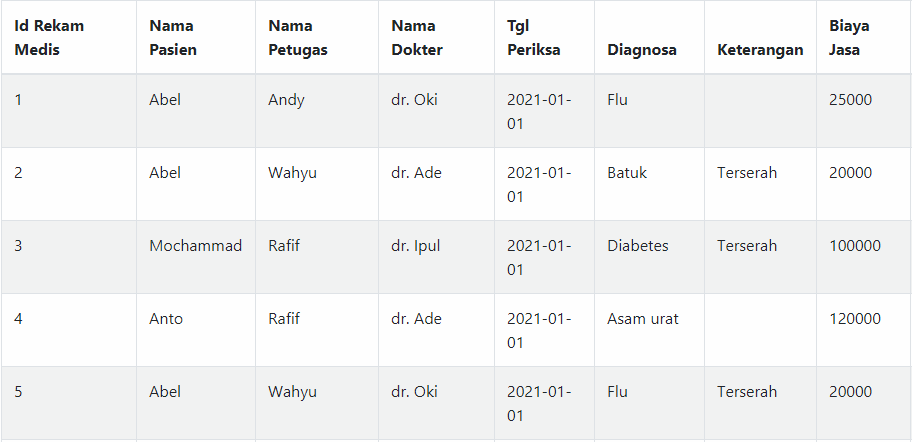 Id Rekam Medis Nama Pasien Nama Petugas Nama Dokter Tgl Periksa Diagnosa Keterangan Biaya Jasa
1 Abel Andy dr. Oki 2021-01-01 Flu 25000
2 Abel Wahyu dr. Ade 2021-01-01 Batuk Terserah 20000
3 Mochammad Rafif dr. Ipul 2021-01-01 Diabetes Terserah 100000
4 Anto Rafif dr. Ade 2021-01-01 Asam urat 120000
5 Abel Wahyu dr. Oki 2021-01-01 Flu Terserah 20000